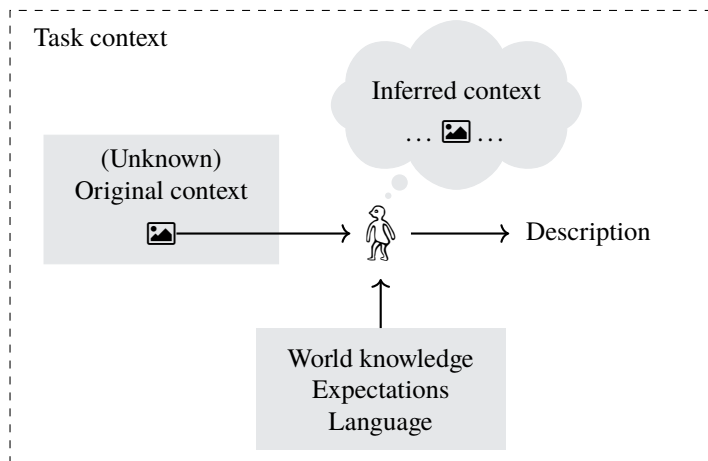 Task context
Inferred context
... ...
(Unknown)
Original context
Description
World knowledge
Expectations
Language